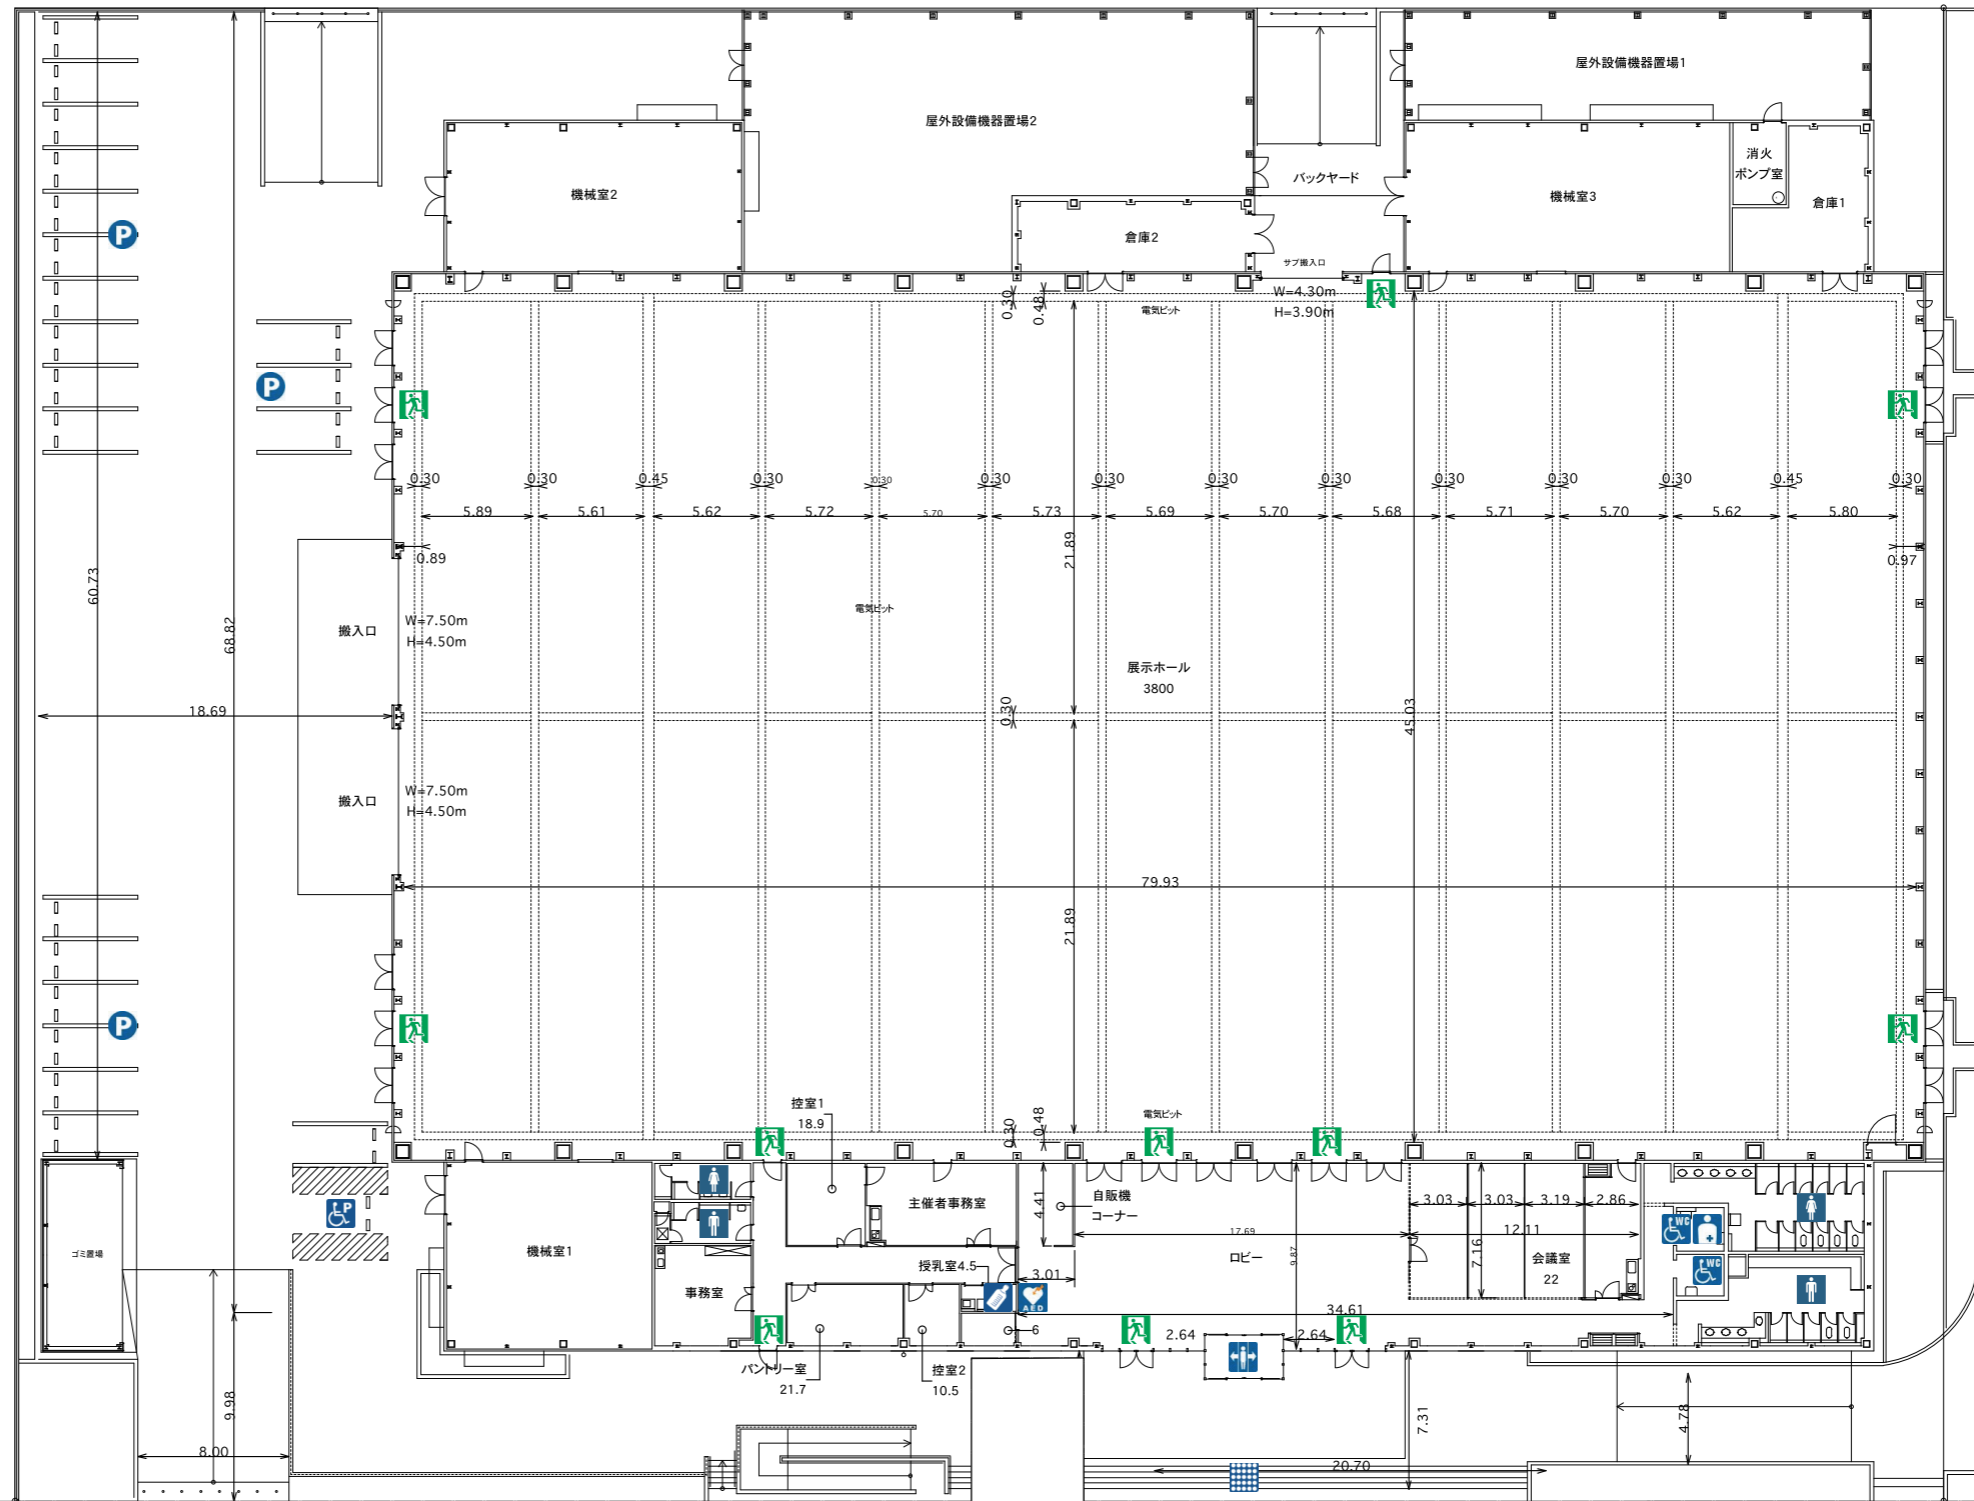 屋外設備機器置場1
屋外設備機器置場2
消火
ポンプ室
バックヤード
機械室2
機械室3
倉庫1
倉庫2
サブ搬入口
W=4.30m
H=3.90m
0.30
0.48
電気ピット
P
P
0.30
0.30
0.45
0.30
0.30
0.30
0.30
0.30
0.30
0.30
0.30
0.30
0.45
0.30
5.89
5.61
5.62
5.72
5.70
5.73
5.69
5.70
5.68
5.71
5.70
5.62
5.80
0.89
21.89
0.97
60.73
68.82
電気ピット
搬入口
W=7.50m
H=4.50m
展示ホール
3800
18.69
0.30
45.03
搬入口
W=7.50m
H=4.50m
79.93
21.89
P
控室1
18.9
0.30
0.48
電気ピット
主催者事務室
4.41
自販機
コーナー
3.03
3.03
3.19
2.86
P
17.69
12.11
WC
ゴミ置場
機械室1
ロビー
9.87
7.16
会議室
22
授乳室4.5
3.01
WC
事務室
AED
34.61
6
2.64
2.64
パントリー室
21.7
控室2
10.5
9.98
7.31
4.78
8.00
20.70